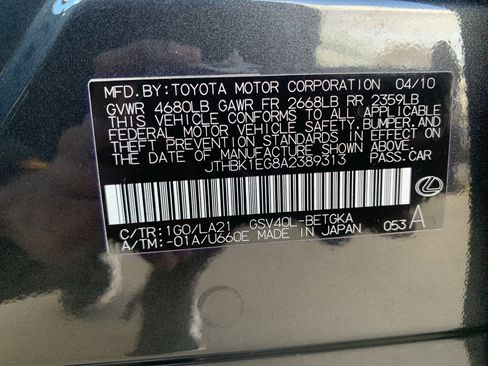 MFD. BY: TOYOTA MOTOR CORPORATION 04/10
GVWR 4680LB GAWR FR 2668LB RR 2359LB
THIS VEHICLE CONFORMS TO ALL APPLICABLE
FEDERAL MOTOR VEHICLE SAFETY, BUMPER, AND
THEFT PREVENTION STANDARDS IN EFFECT ON
THE DATE OF MANUFACTURE SHOWN ABOVE.
JTHBK1EG8A2389313 PASS. CAR
C/TR: 1G0/LA21 GSV40L-BETGKA
A/TM: -01A/U660E MADE IN JAPAN 053 A